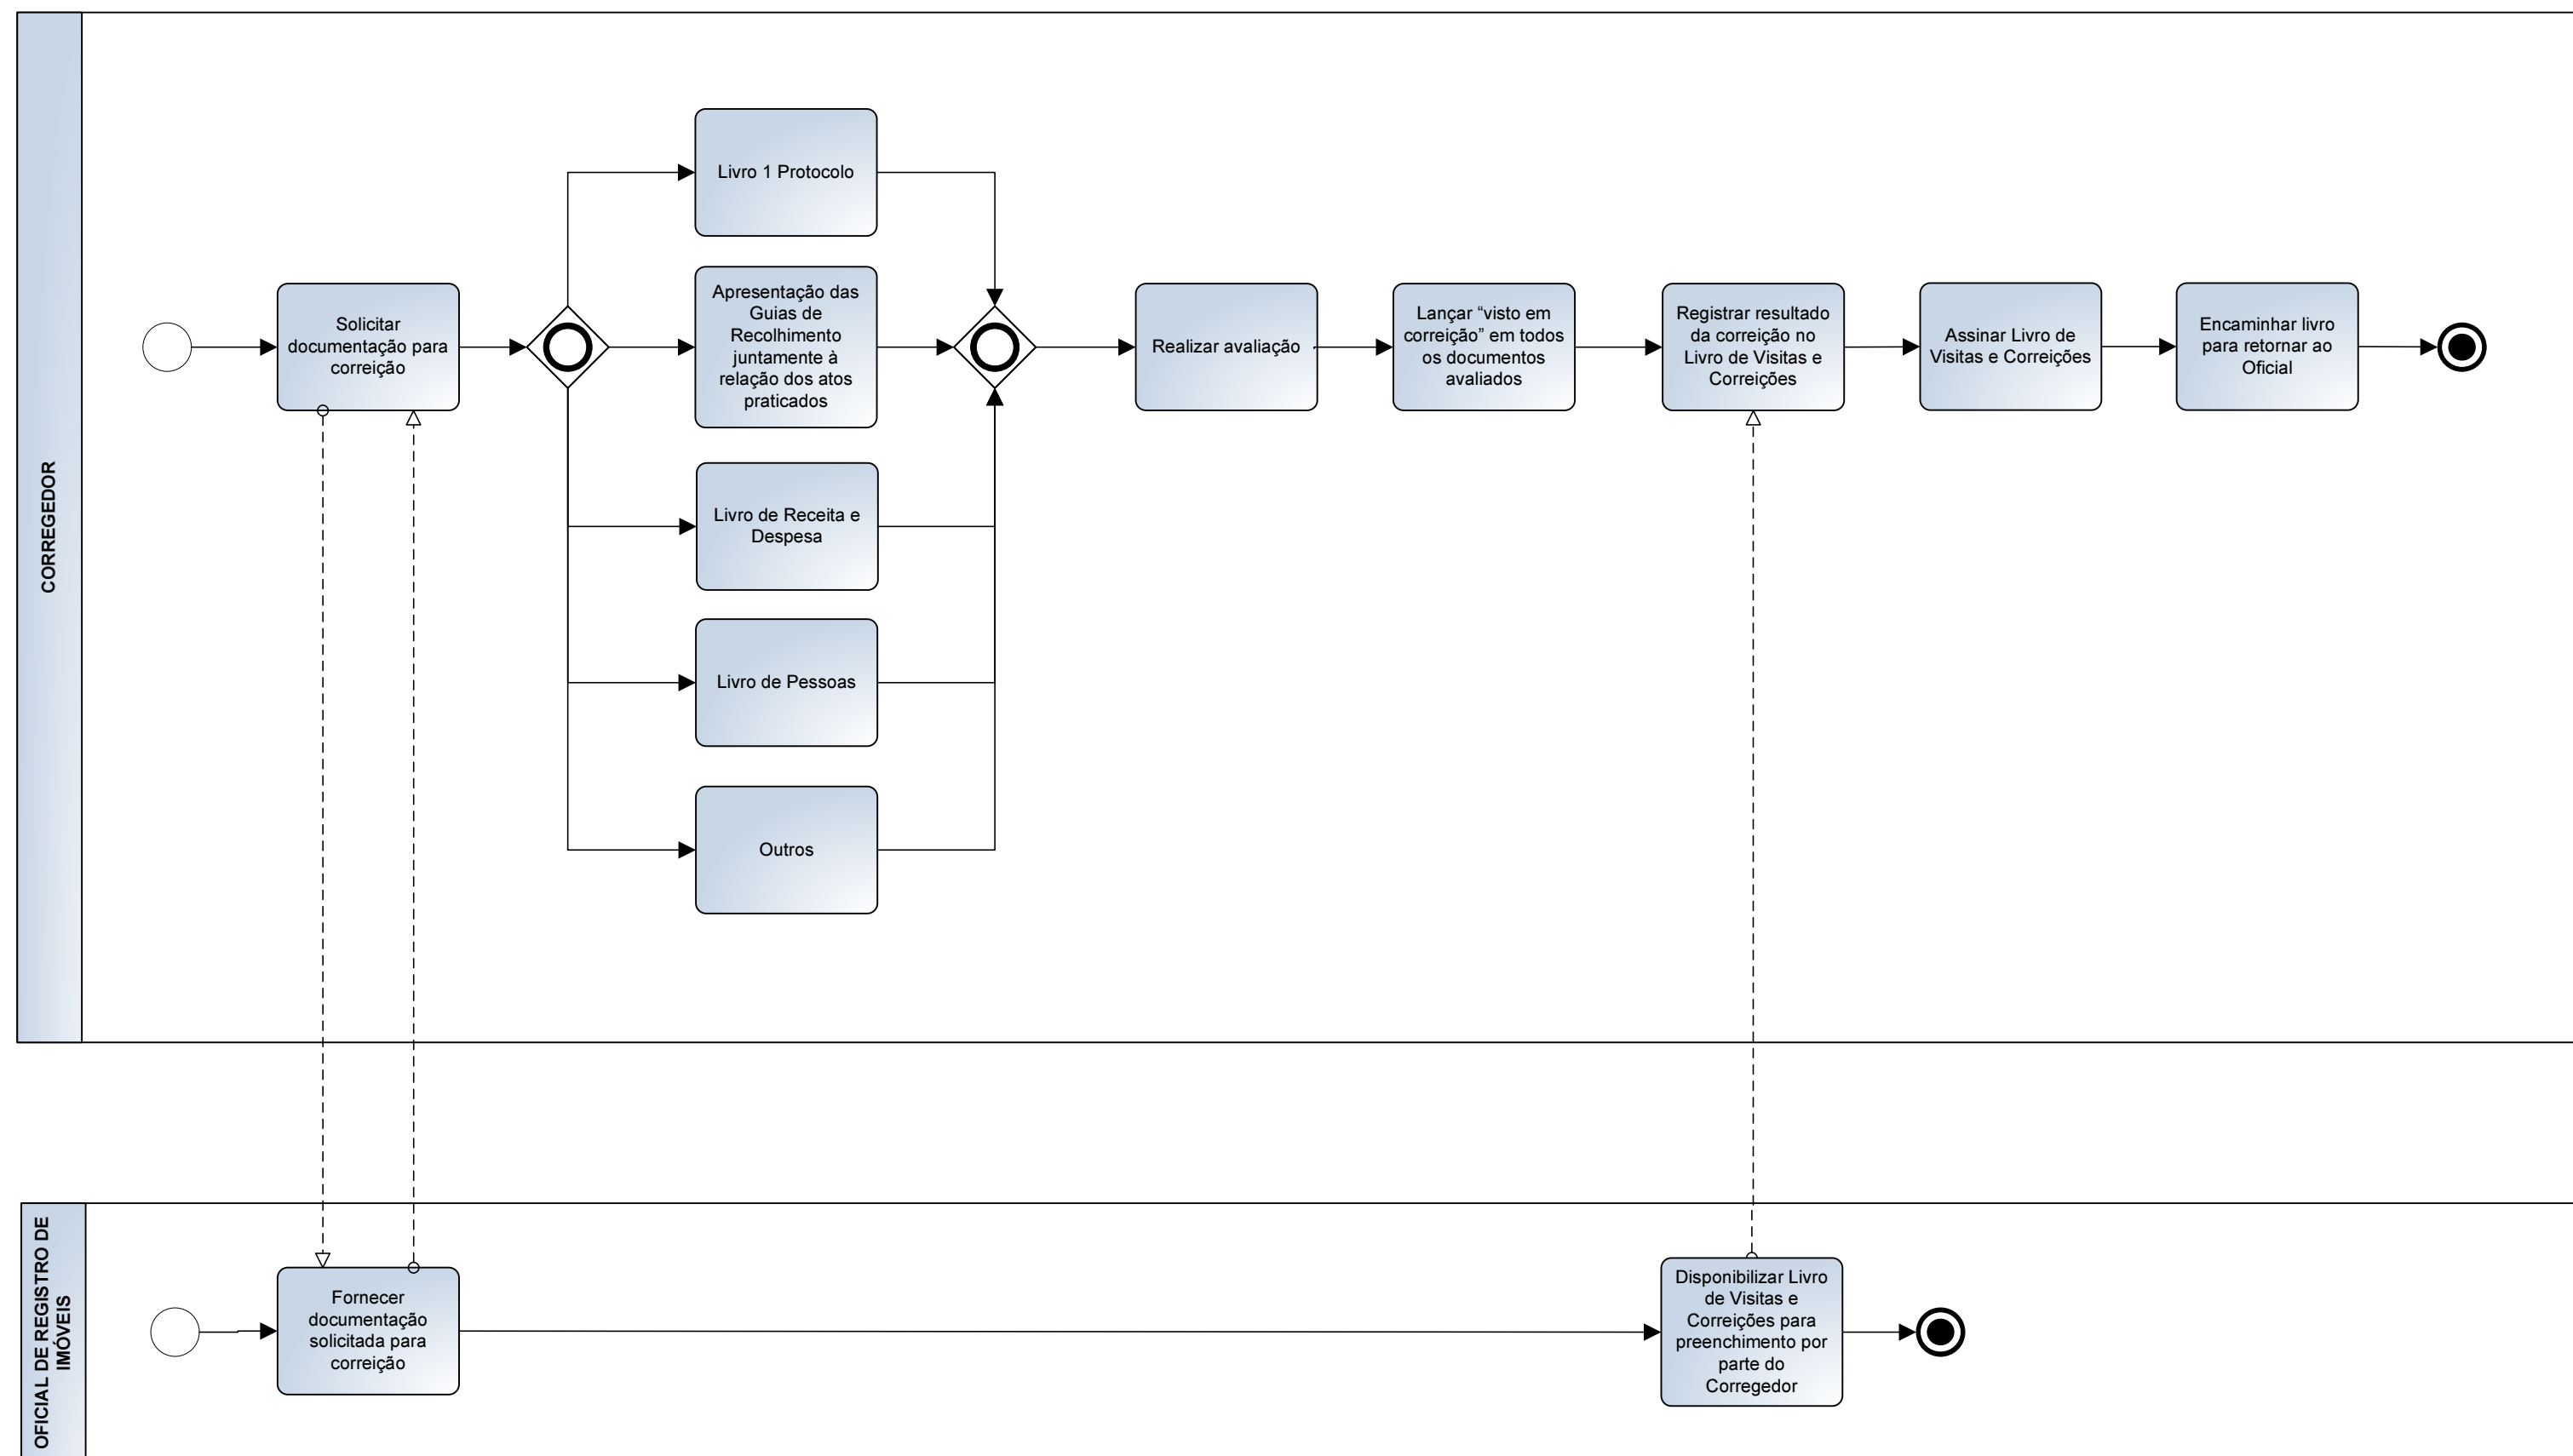 CORREGEDOR
Solicitar
documentação para
correição
Livro 1 Protocolo
Apresentação das
Guias de
Recolhimento
juntamente à
relação dos atos
praticados
Livro de Receita e
Despesa
Livro de Pessoas
Outros
Realizar avaliação
Lançar “visto em
correição” em todos
os documentos
avaliados
Registrar resultado
da correição no
Livro de Visitas e
Correições
Assinar Livro de
Visitas e Correições
Encaminhar livro
para retornar ao
Oficial
OFICIAL DE REGISTRO DE
IMÓVEIS
Fornecer
documentação
solicitada para
correição
Disponibilizar Livro
de Visitas e
Correições para
preenchimento por
parte do
Corregedor